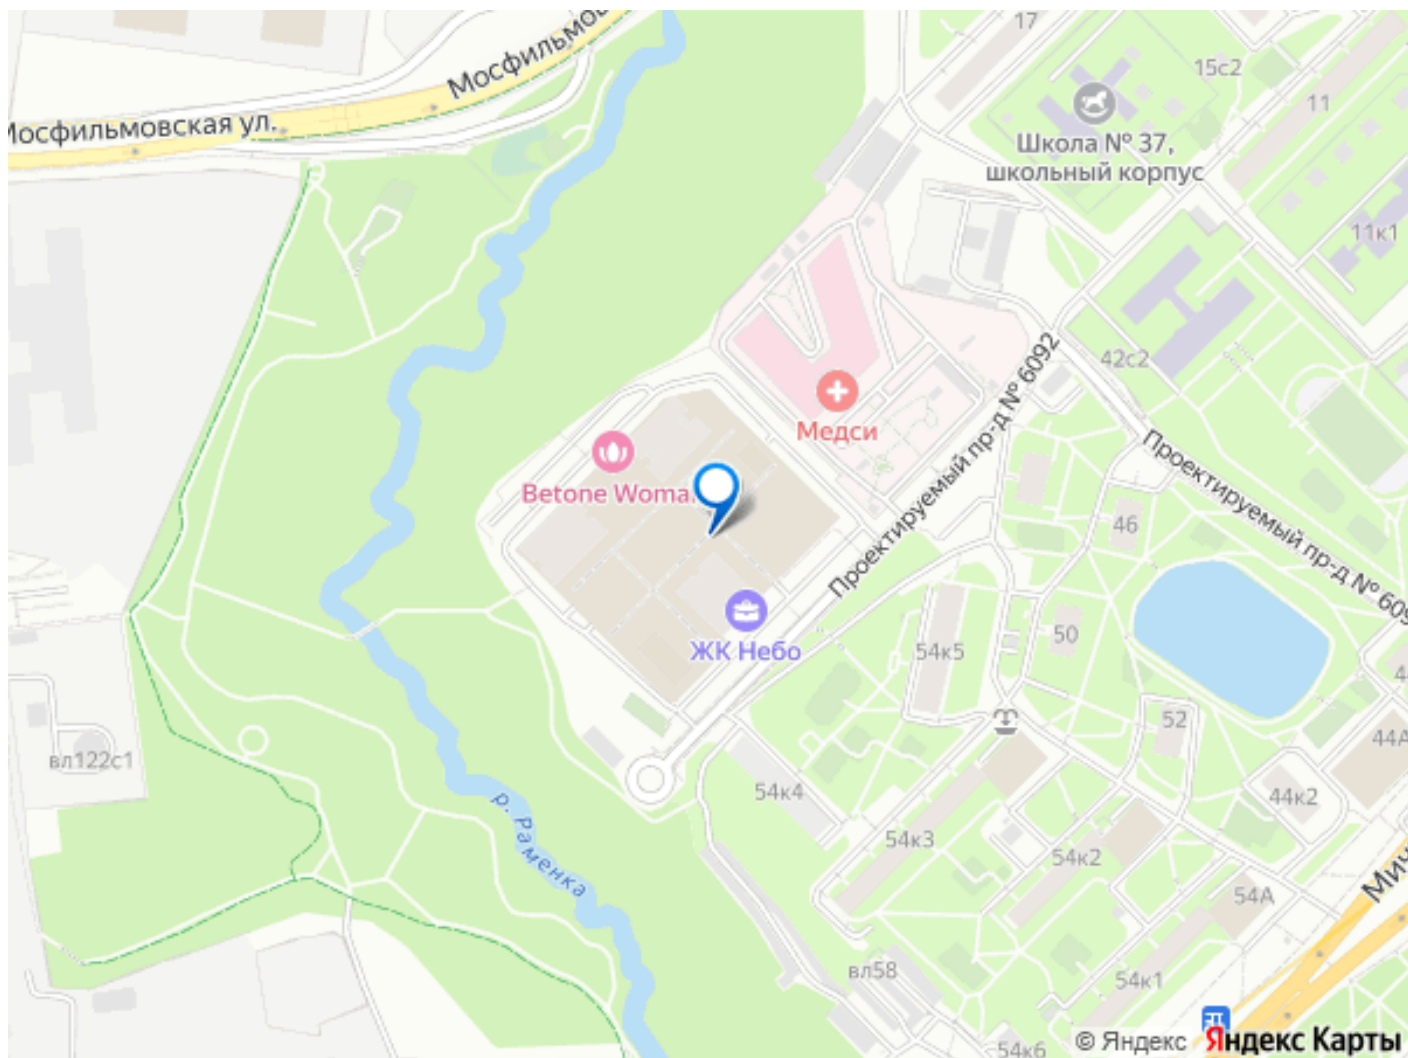 Мосфильмов
Мосфильмовская ул.
17
15с2
11
Школа № 37,
школьный корпус
11к1
42с2
Проектируемый пр-д № 6092
Медси
Betone Woma
Проектируемый пр-д № 609
46
50
ЖК Небо
54к5
52
44А
вл122с1
54к4
44к2
р. Раменка
54к3
54к2
54А
Мич
вл58
54к1
54к6
© Яндекс Яндекс Карты